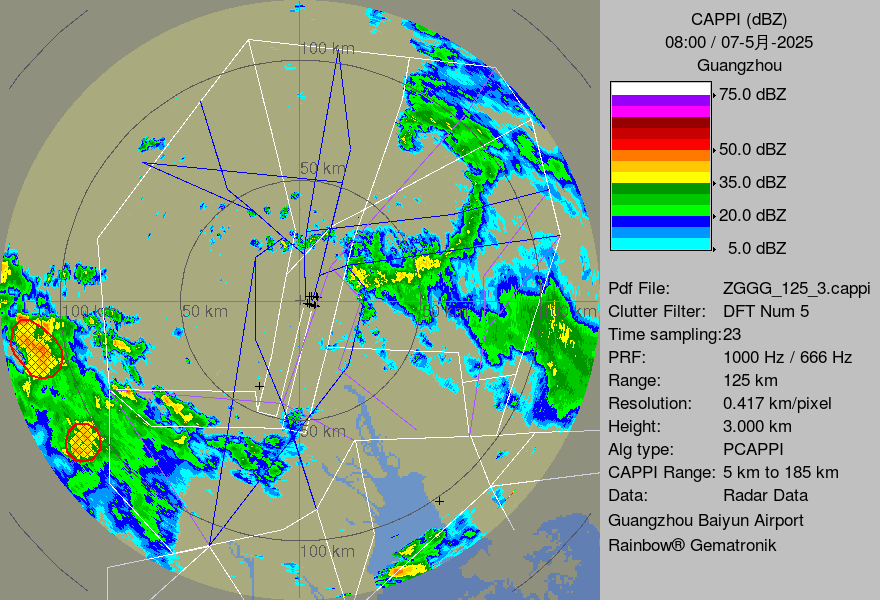 CAPPI (dBZ)
08:00 / 07-5月-2025
Guangzhou
75.0 dBZ
50.0 dBZ
35.0 dBZ
20.0 dBZ
5.0 dBZ
Pdf File: ZGGG_125_3.cappi
Clutter Filter: DFT Num 5
Time sampling:23
PRF: 1000 Hz / 666 Hz
Range: 125 km
Resolution: 0.417 km/pixel
Height: 3.000 km
Alg type: PCAPPI
CAPPI Range: 5 km to 185 km
Data: Radar Data
Guangzhou Baiyun Airport
Rainbow® Gematronik
100 km
50 km
100 km
50 km
km
50 km
100 km